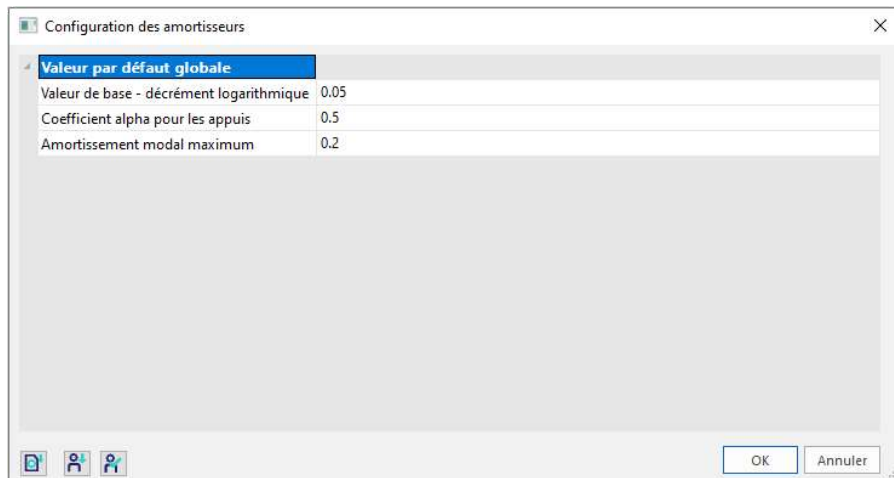 Configuration des amortisseurs
Valeur par défaut globale
Valeur de base - décrément logarithmique 0.05
Coefficient alpha pour les appuis 0.5
Amortissement modal maximum 0.2
OK Annuler